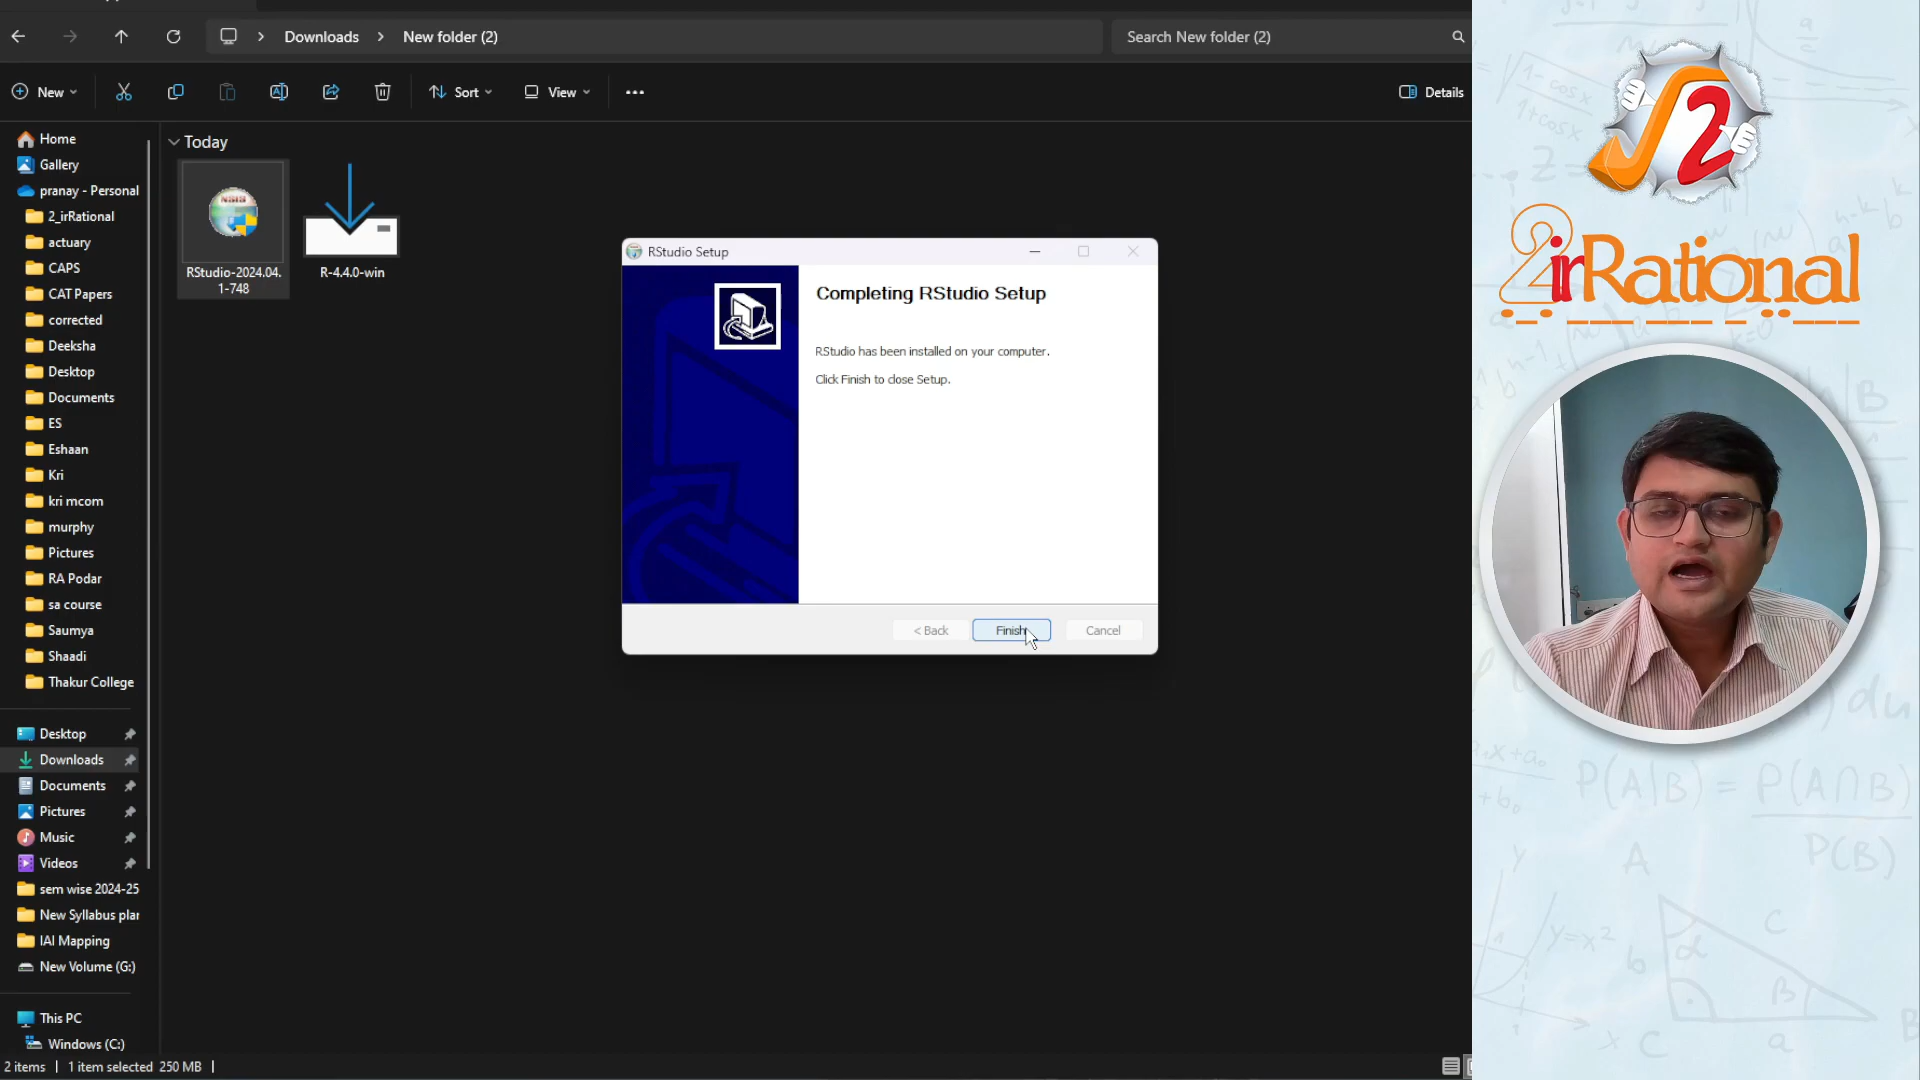 Downloads
New folder (2)
Search New folder (2)
New
Sort
View
Details
Home
Gallery
pranay - Personal
2_irRational
actuary
CAPS
CAT Papers
corrected
Deeksha
Desktop
Documents
ES
Eshaan
Kri
kri mcom
murphy
Pictures
RA Podar
sa course
Saumya
Shaadi
Thakur College
Desktop
Downloads
Documents
Pictures
Music
Videos
sem wise 2024-25
New Syllabus plan
IAI Mapping
New Volume (G:)
This PC
Windows (C:)
2 items
1 item selected 250 MB
Today
NSIS
RStudio-2024.04.
1-748
R-4.4.0-win
RStudio Setup
Completing RStudio Setup
RStudio has been installed on your computer.
Click Finish to close Setup.
< Back
Finish
Cancel
√2
2irRational
P(A|B) = P(A∩B)
P(B)
y=x²
A
C
b
α
β
B
C
a